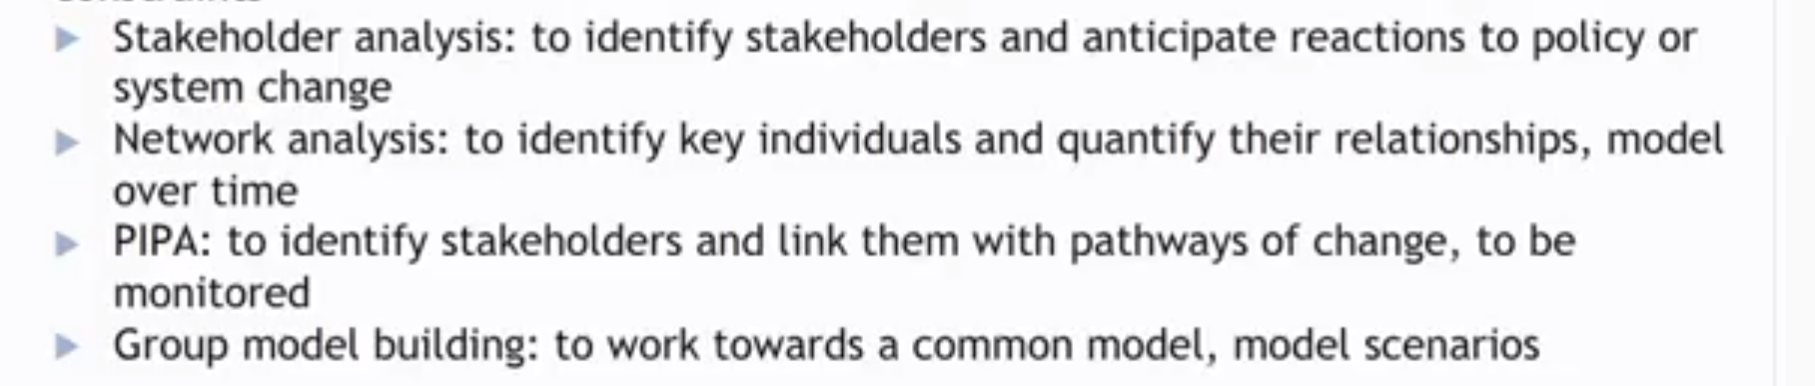 Stakeholder analysis: to identify stakeholders and anticipate reactions to policy or
system change
Network analysis: to identify key individuals and quantify their relationships, model
over time
PIPA: to identify stakeholders and link them with pathways of change, to be
monitored
Group model building: to work towards a common model, model scenarios